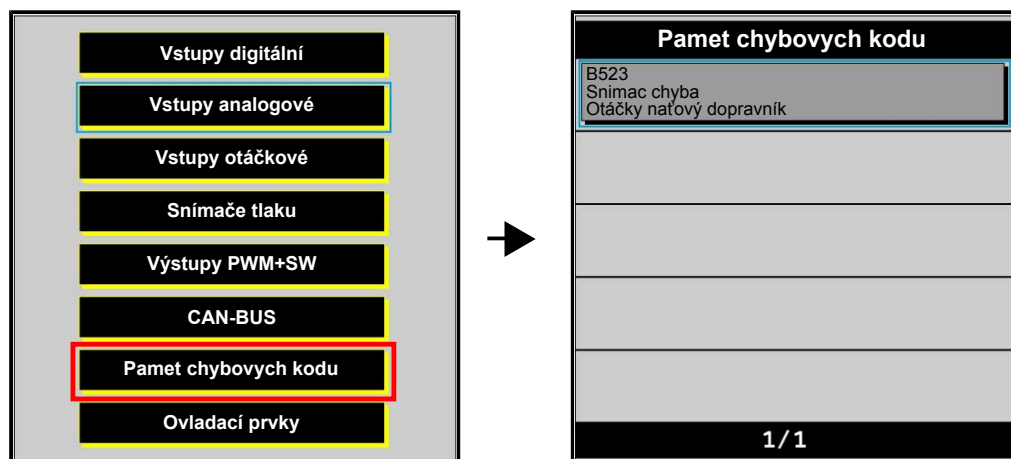 Vstupy digitální
Vstupy analogové
Vstupy otáčkové
Snímače tlaku
Výstupy PWM+SW
CAN-BUS
Pamet chybovych kodu
Ovladací prvky
Pamet chybovych kodu
B523
Snimac chyba
Otáčky naťový dopravník
1/1